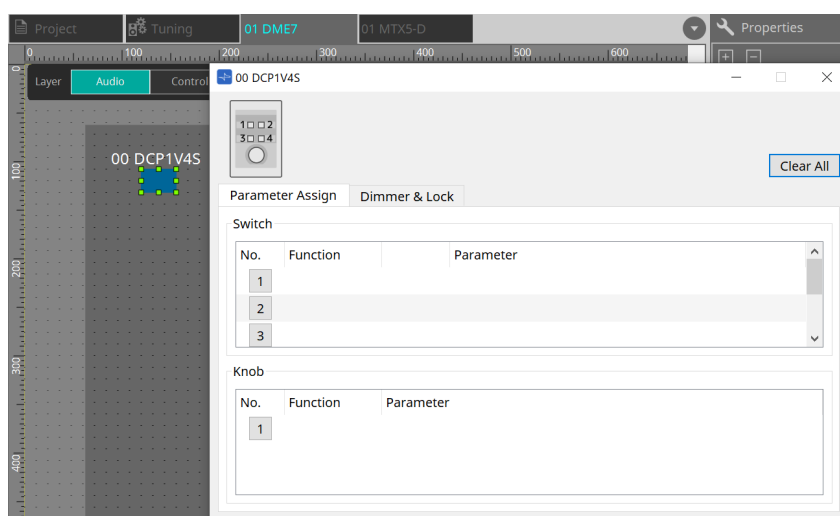 Project Tuning 01 DME7 01 MTX5-D Properties
0 100 200 300 400 500 600
Layer Audio Control
00 DCP1V4S
1 2
3 4
Clear All
00 DCP1V4S
Parameter Assign Dimmer & Lock
Switch
No. Function Parameter
1
2
3
Knob
No. Function Parameter
1
0
100
200
300
400